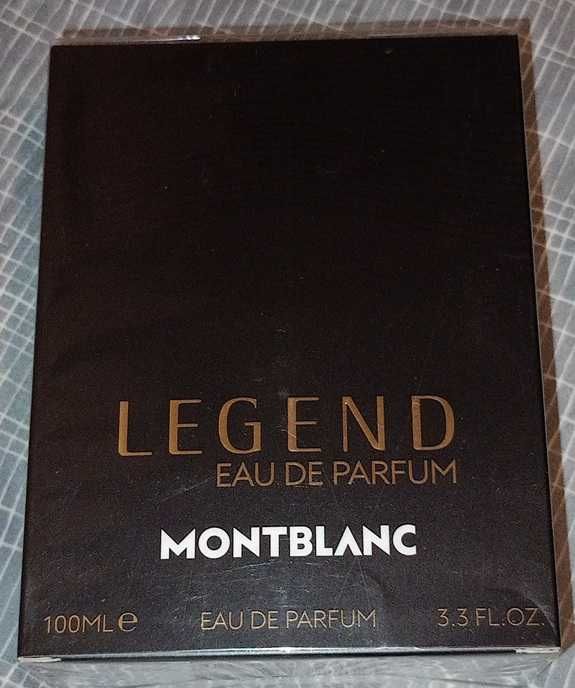 LEGEND
EAU DE PARFUM
MONTBLANC
100ML e EAU DE PARFUM 3.3 FL.OZ.